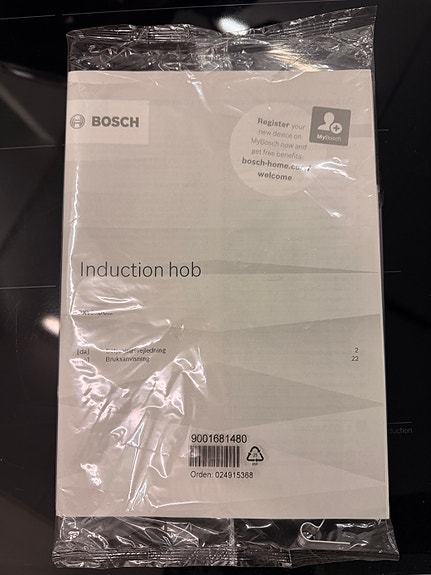 BOSCH
Register your
new device on
MyBosch now and
get free benefits:
bosch-home.com/
welcome
MyBosch
Induction hob
[da] 2
Bruksanvisning 22
9001681480
Orden: 024915368